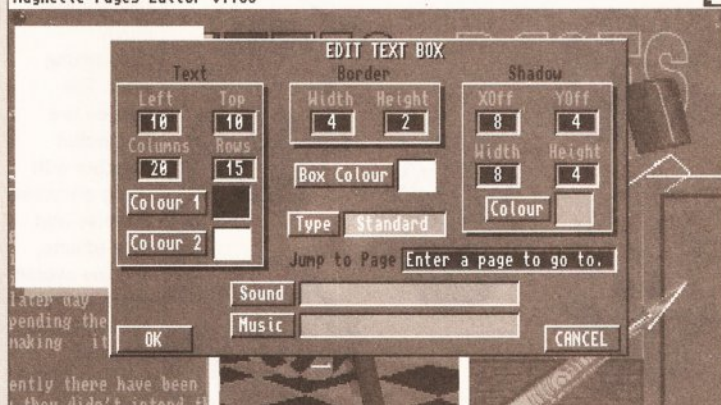 Magnetic Pages Editor V1.
EDIT TEXT BOX
Text Border Shadow
Left Top Width Height XOff YOff
10 10 4 2 8 4
Columns Rows Width Height
20 15 Box Colour 8 4
Colour 1 Colour
Type Standard
Colour 2
Jump to Page Enter a page to go to.
Sound
later day
pending the
Music
making it
OK CANCEL
ently there have been
they didn't intend